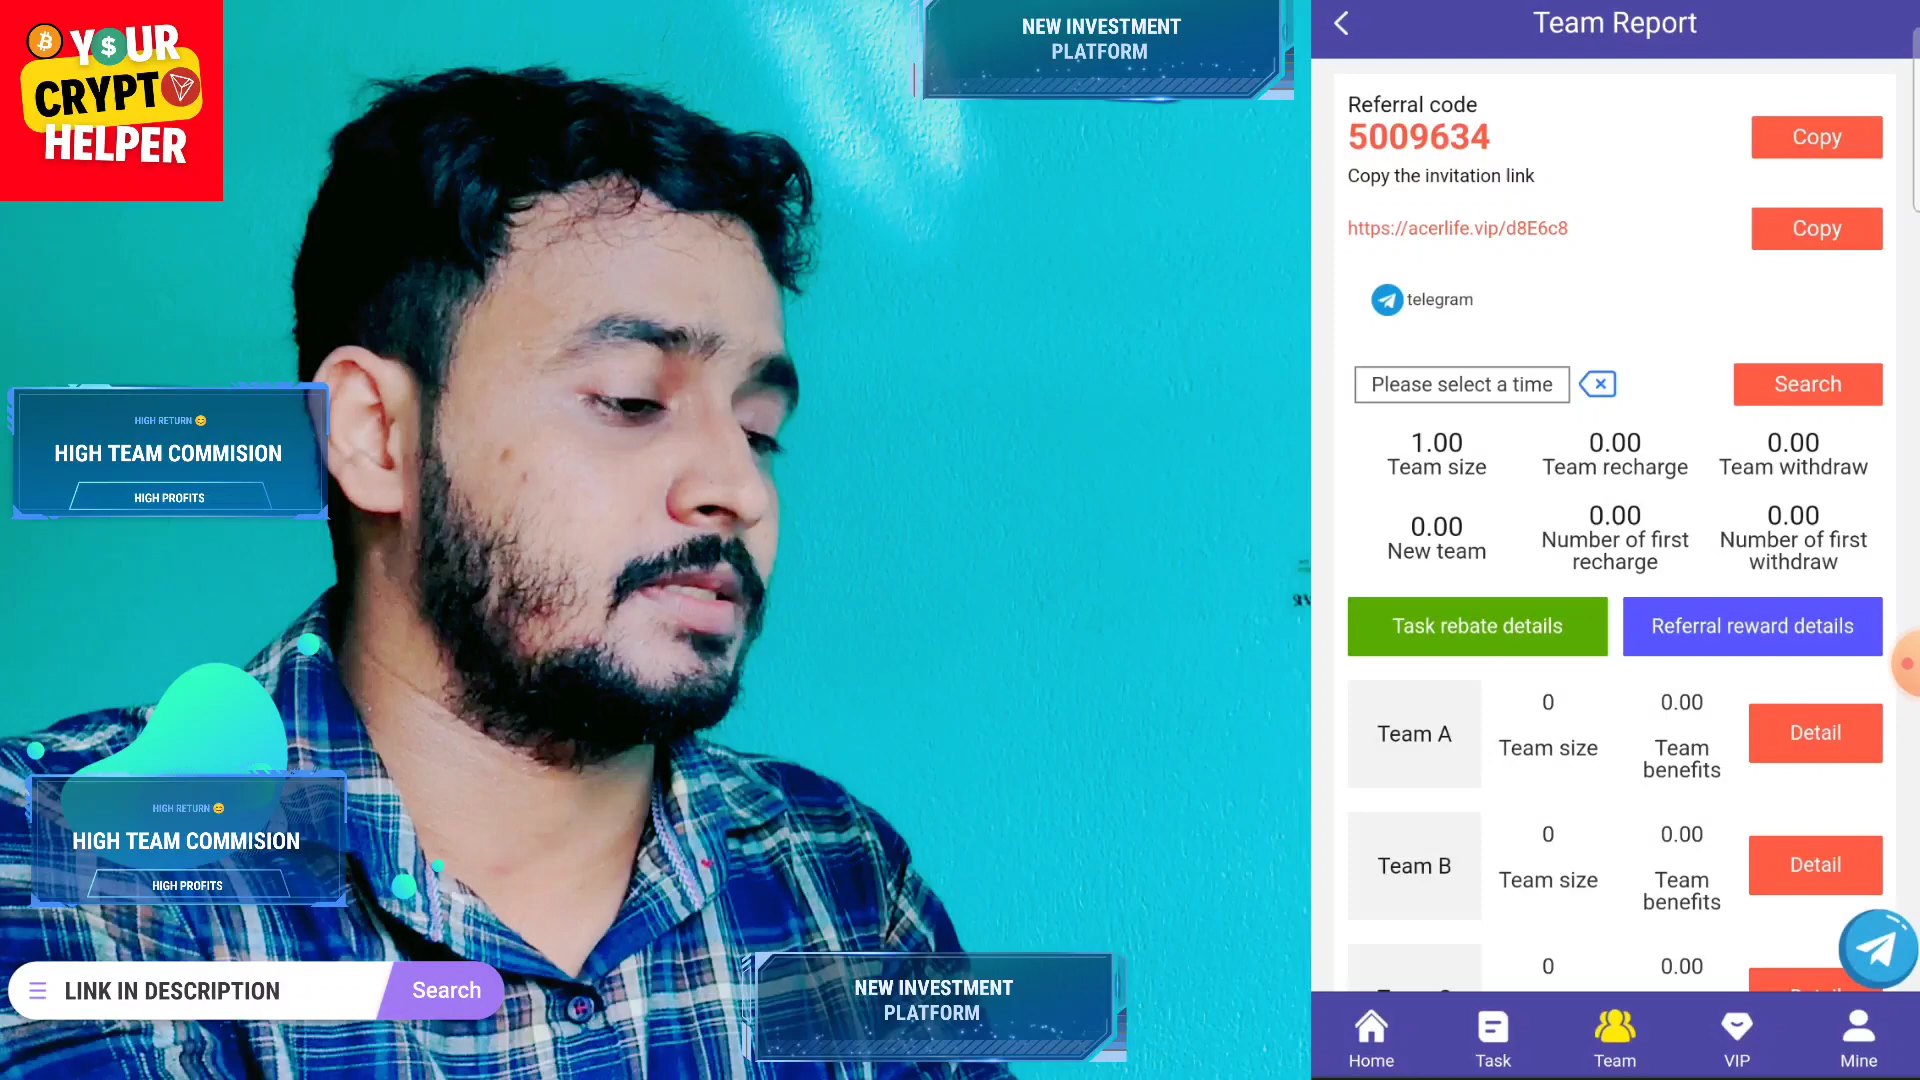 YOUR
CRYPTO
HELPER
NEW INVESTMENT
PLATFORM
HIGH RETURN 😊
HIGH TEAM COMMISION
HIGH PROFITS
HIGH RETURN 😊
HIGH TEAM COMMISION
HIGH PROFITS
LINK IN DESCRIPTION
Search
NEW INVESTMENT
PLATFORM
Team Report
Referral code
5009634
Copy
Copy the invitation link
https://acerlife.vip/d8E6c8
Copy
telegram
Please select a time
Search
1.00
Team size
0.00
Team recharge
0.00
Team withdraw
0.00
New team
0.00
Number of first
recharge
0.00
Number of first
withdraw
Task rebate details
Referral reward details
Team A
0
Team size
0.00
Team
benefits
Detail
Team B
0
Team size
0.00
Team
benefits
Detail
0
0.00
Home
Task
Team
VIP
Mine